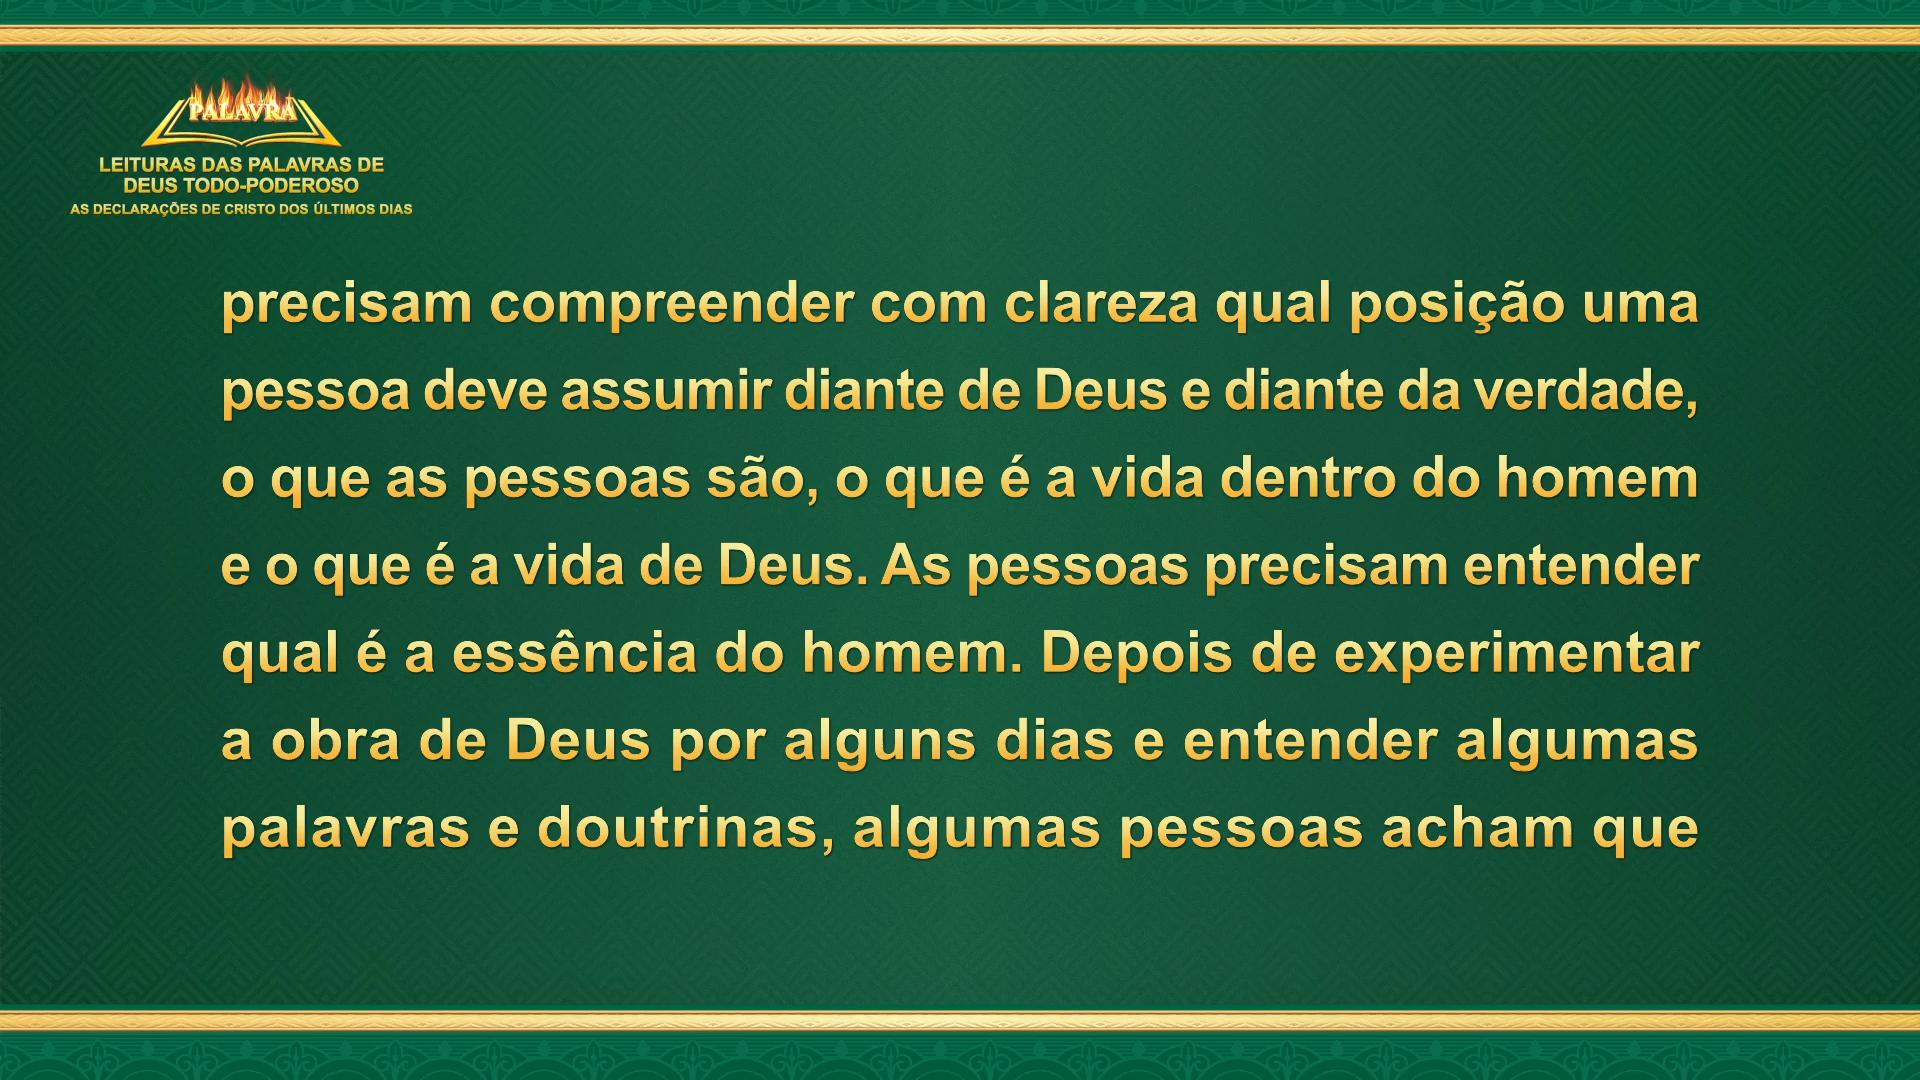 PALAVRA
LEITURAS DAS PALAVRAS DE
DEUS TODO-PODEROSO
AS DECLARAÇÕES DE CRISTO DOS ÚLTIMOS DIAS
precisam compreender com clareza qual posição uma
pessoa deve assumir diante de Deus e diante da verdade,
o que as pessoas são, o que é a vida dentro do homem
e o que é a vida de Deus. As pessoas precisam entender
qual é a essência do homem. Depois de experimentar
a obra de Deus por alguns dias e entender algumas
palavras e doutrinas, algumas pessoas acham que